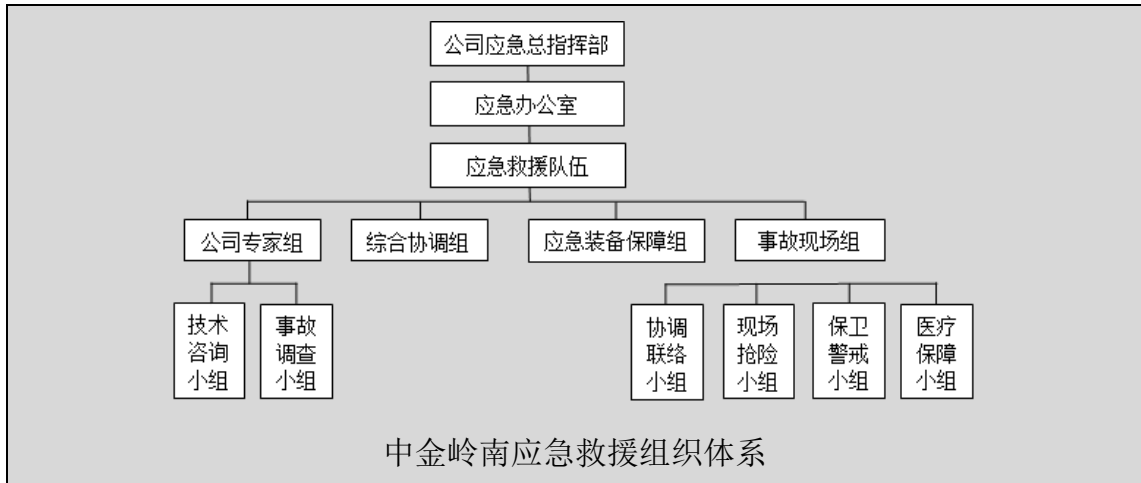 公司应急总指挥部
应急办公室
应急救援队伍
公司专家组
综合协调组
应急装备保障组
事故现场组
技术
咨询
小组
事故
调查
小组
协调
联络
小组
现场
抢险
小组
保卫
警戒
小组
医疗
保障
小组
中金岭南应急救援组织体系